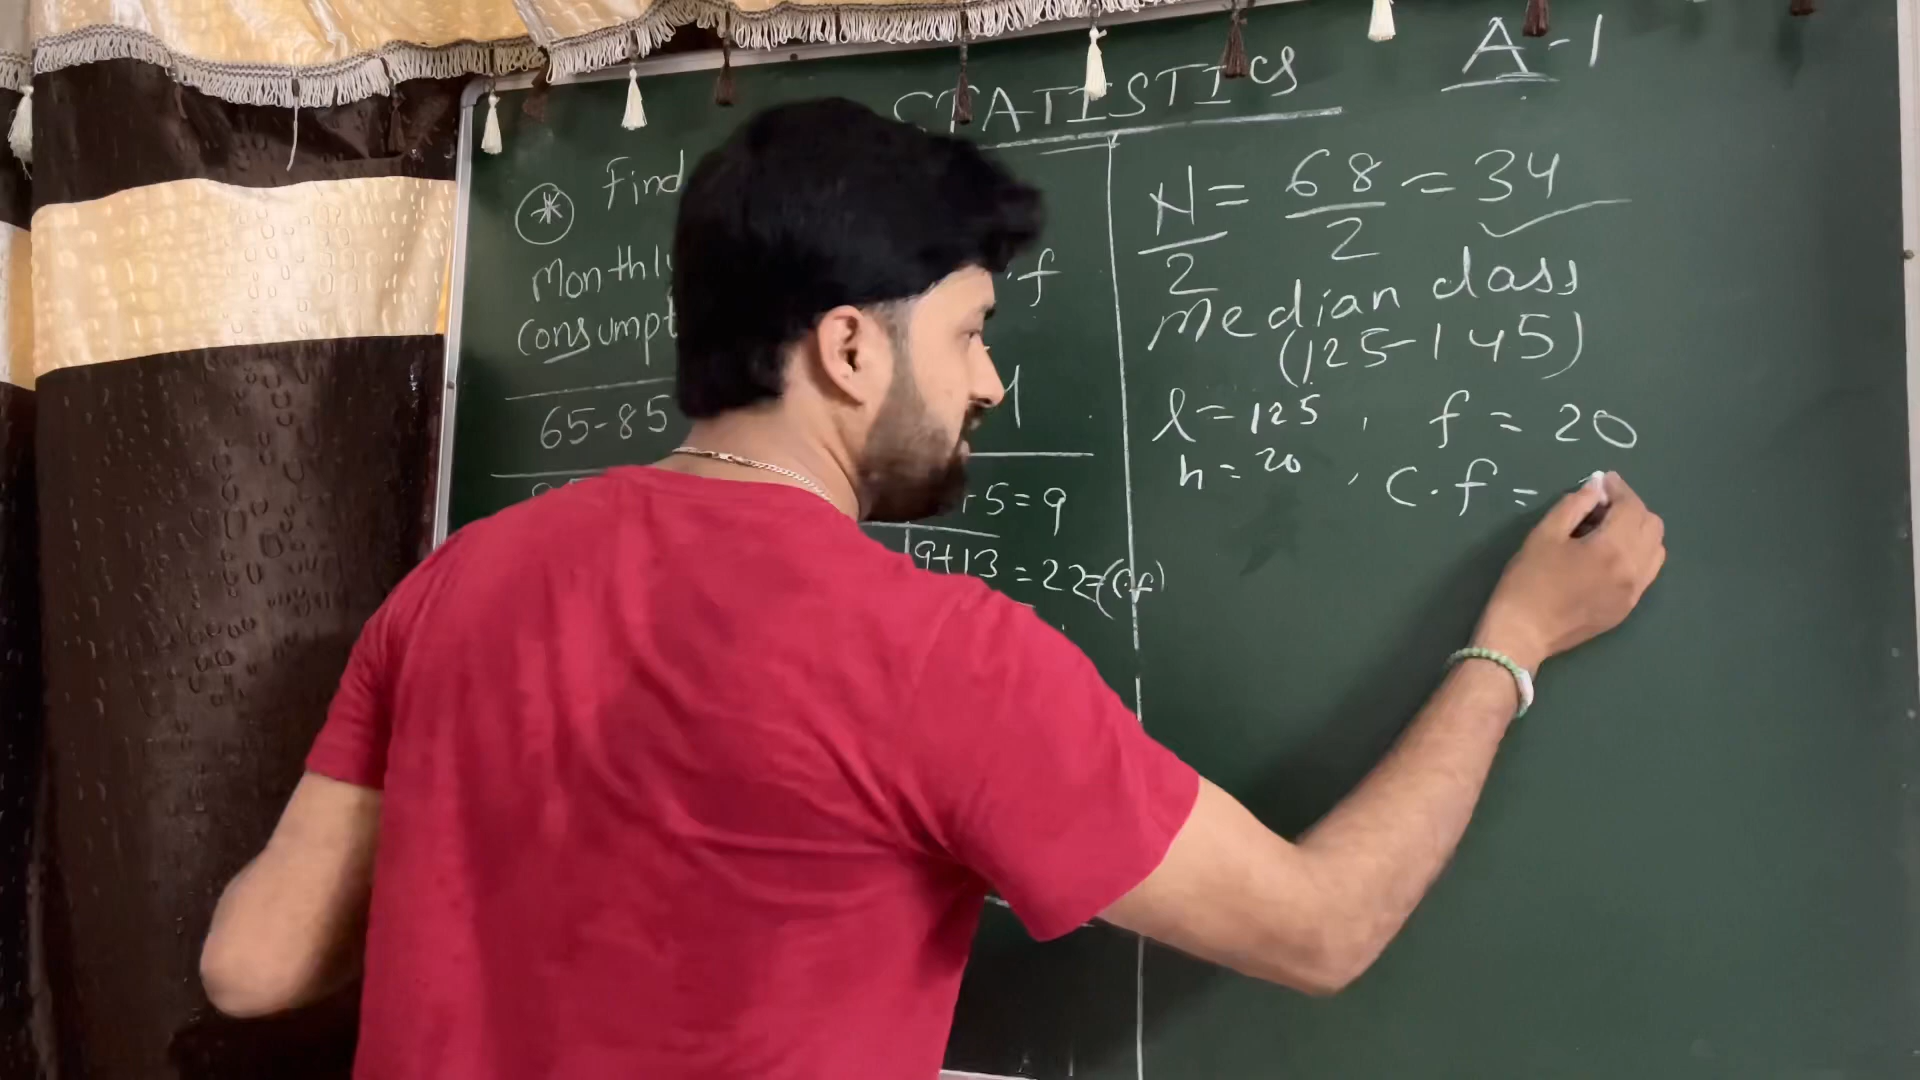 STATISTICS
A-1
Find
Monthly
consumpt
c.f
65-85
+5=9
9+13=22=(c.f)
N/2 = 68/2 = 34
Median class
(125-145)
l=125, f=20
h=20, C.f=